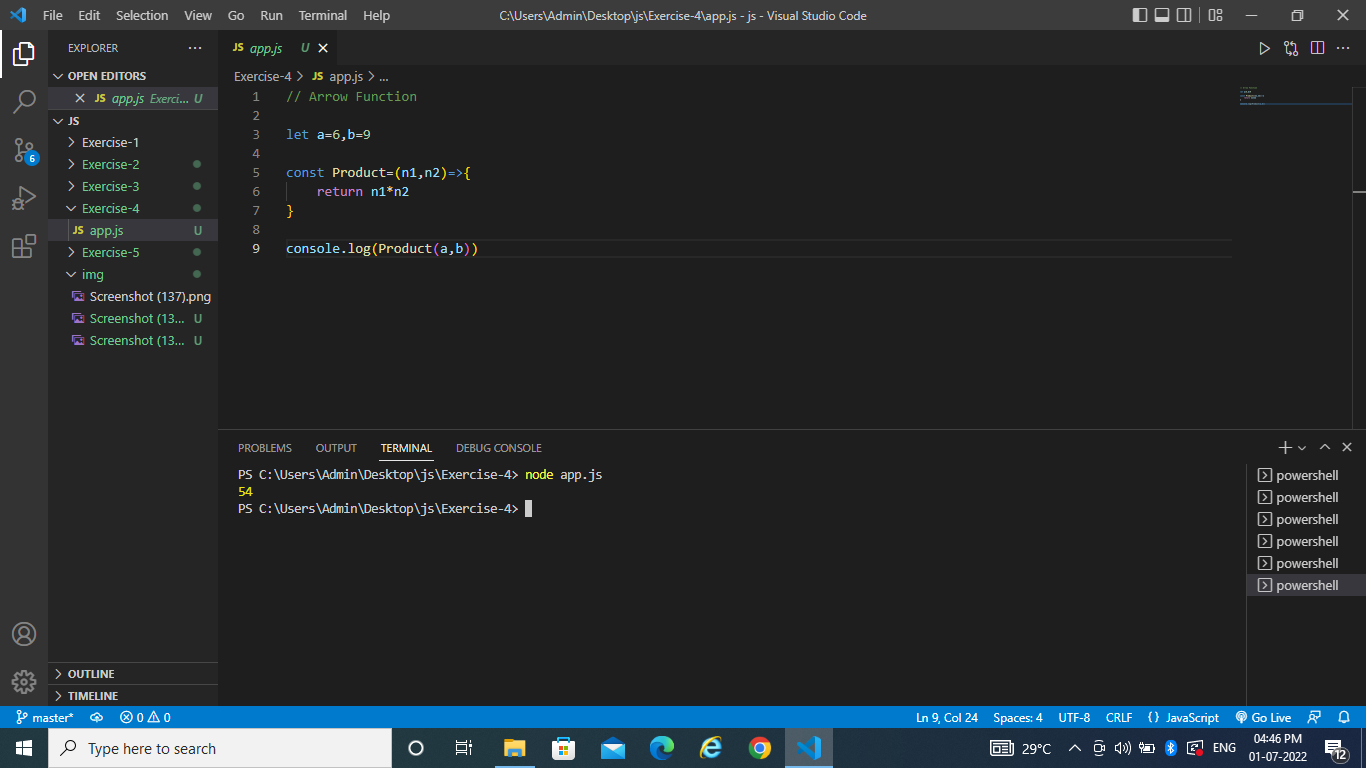 File Edit Selection View Go Run Terminal Help C:\Users\Admin\Desktop\js\Exercise-4\app.js - js - Visual Studio Code
EXPLORER
OPEN EDITORS
JS app.js Exerci... U
JS
Exercise-1
Exercise-2
Exercise-3
Exercise-4
JS app.js U
Exercise-5
img
Screenshot (137).png
Screenshot (13... U
Screenshot (13... U
OUTLINE
TIMELINE
6
JS app.js U
Exercise-4 > JS app.js > ...
1 // Arrow Function
2
3 let a=6,b=9
4
5 const Product=(n1,n2)=>{
6     return n1*n2
7 }
8
9 console.log(Product(a,b))
PROBLEMS OUTPUT TERMINAL DEBUG CONSOLE
PS C:\Users\Admin\Desktop\js\Exercise-4> node app.js
54
PS C:\Users\Admin\Desktop\js\Exercise-4>
powershell
powershell
powershell
powershell
powershell
powershell
master* 0 0 Ln 9, Col 24 Spaces: 4 UTF-8 CRLF {} JavaScript Go Live
Type here to search 29°C ENG 04:46 PM
01-07-2022
12